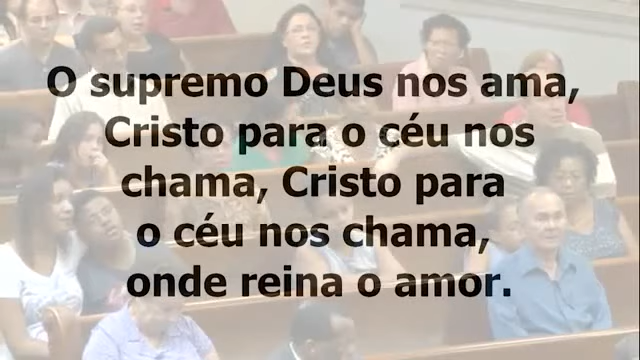 O supremo Deus nos ama,
Cristo para o céu nos
chama, Cristo para
o céu nos chama,
onde reina o amor.